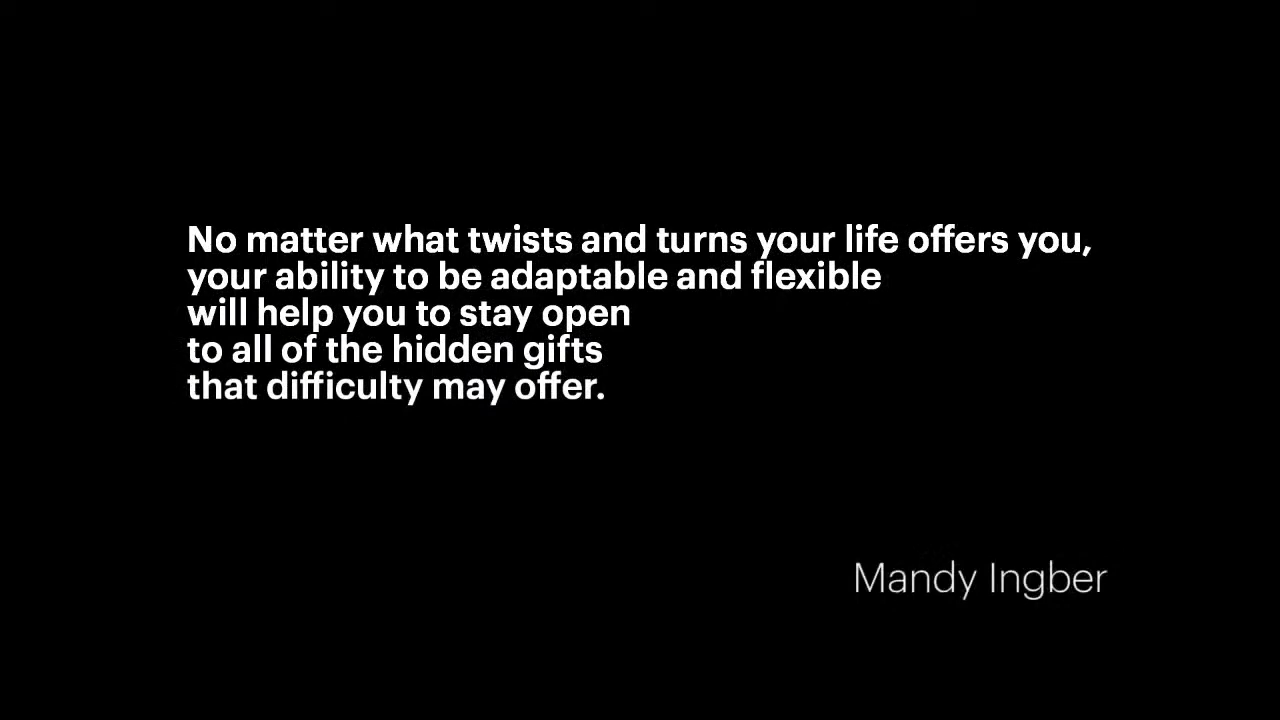 No matter what twists and turns your life offers you,
your ability to be adaptable and flexible
will help you to stay open
to all of the hidden gifts
that difficulty may offer.
Mandy Ingber